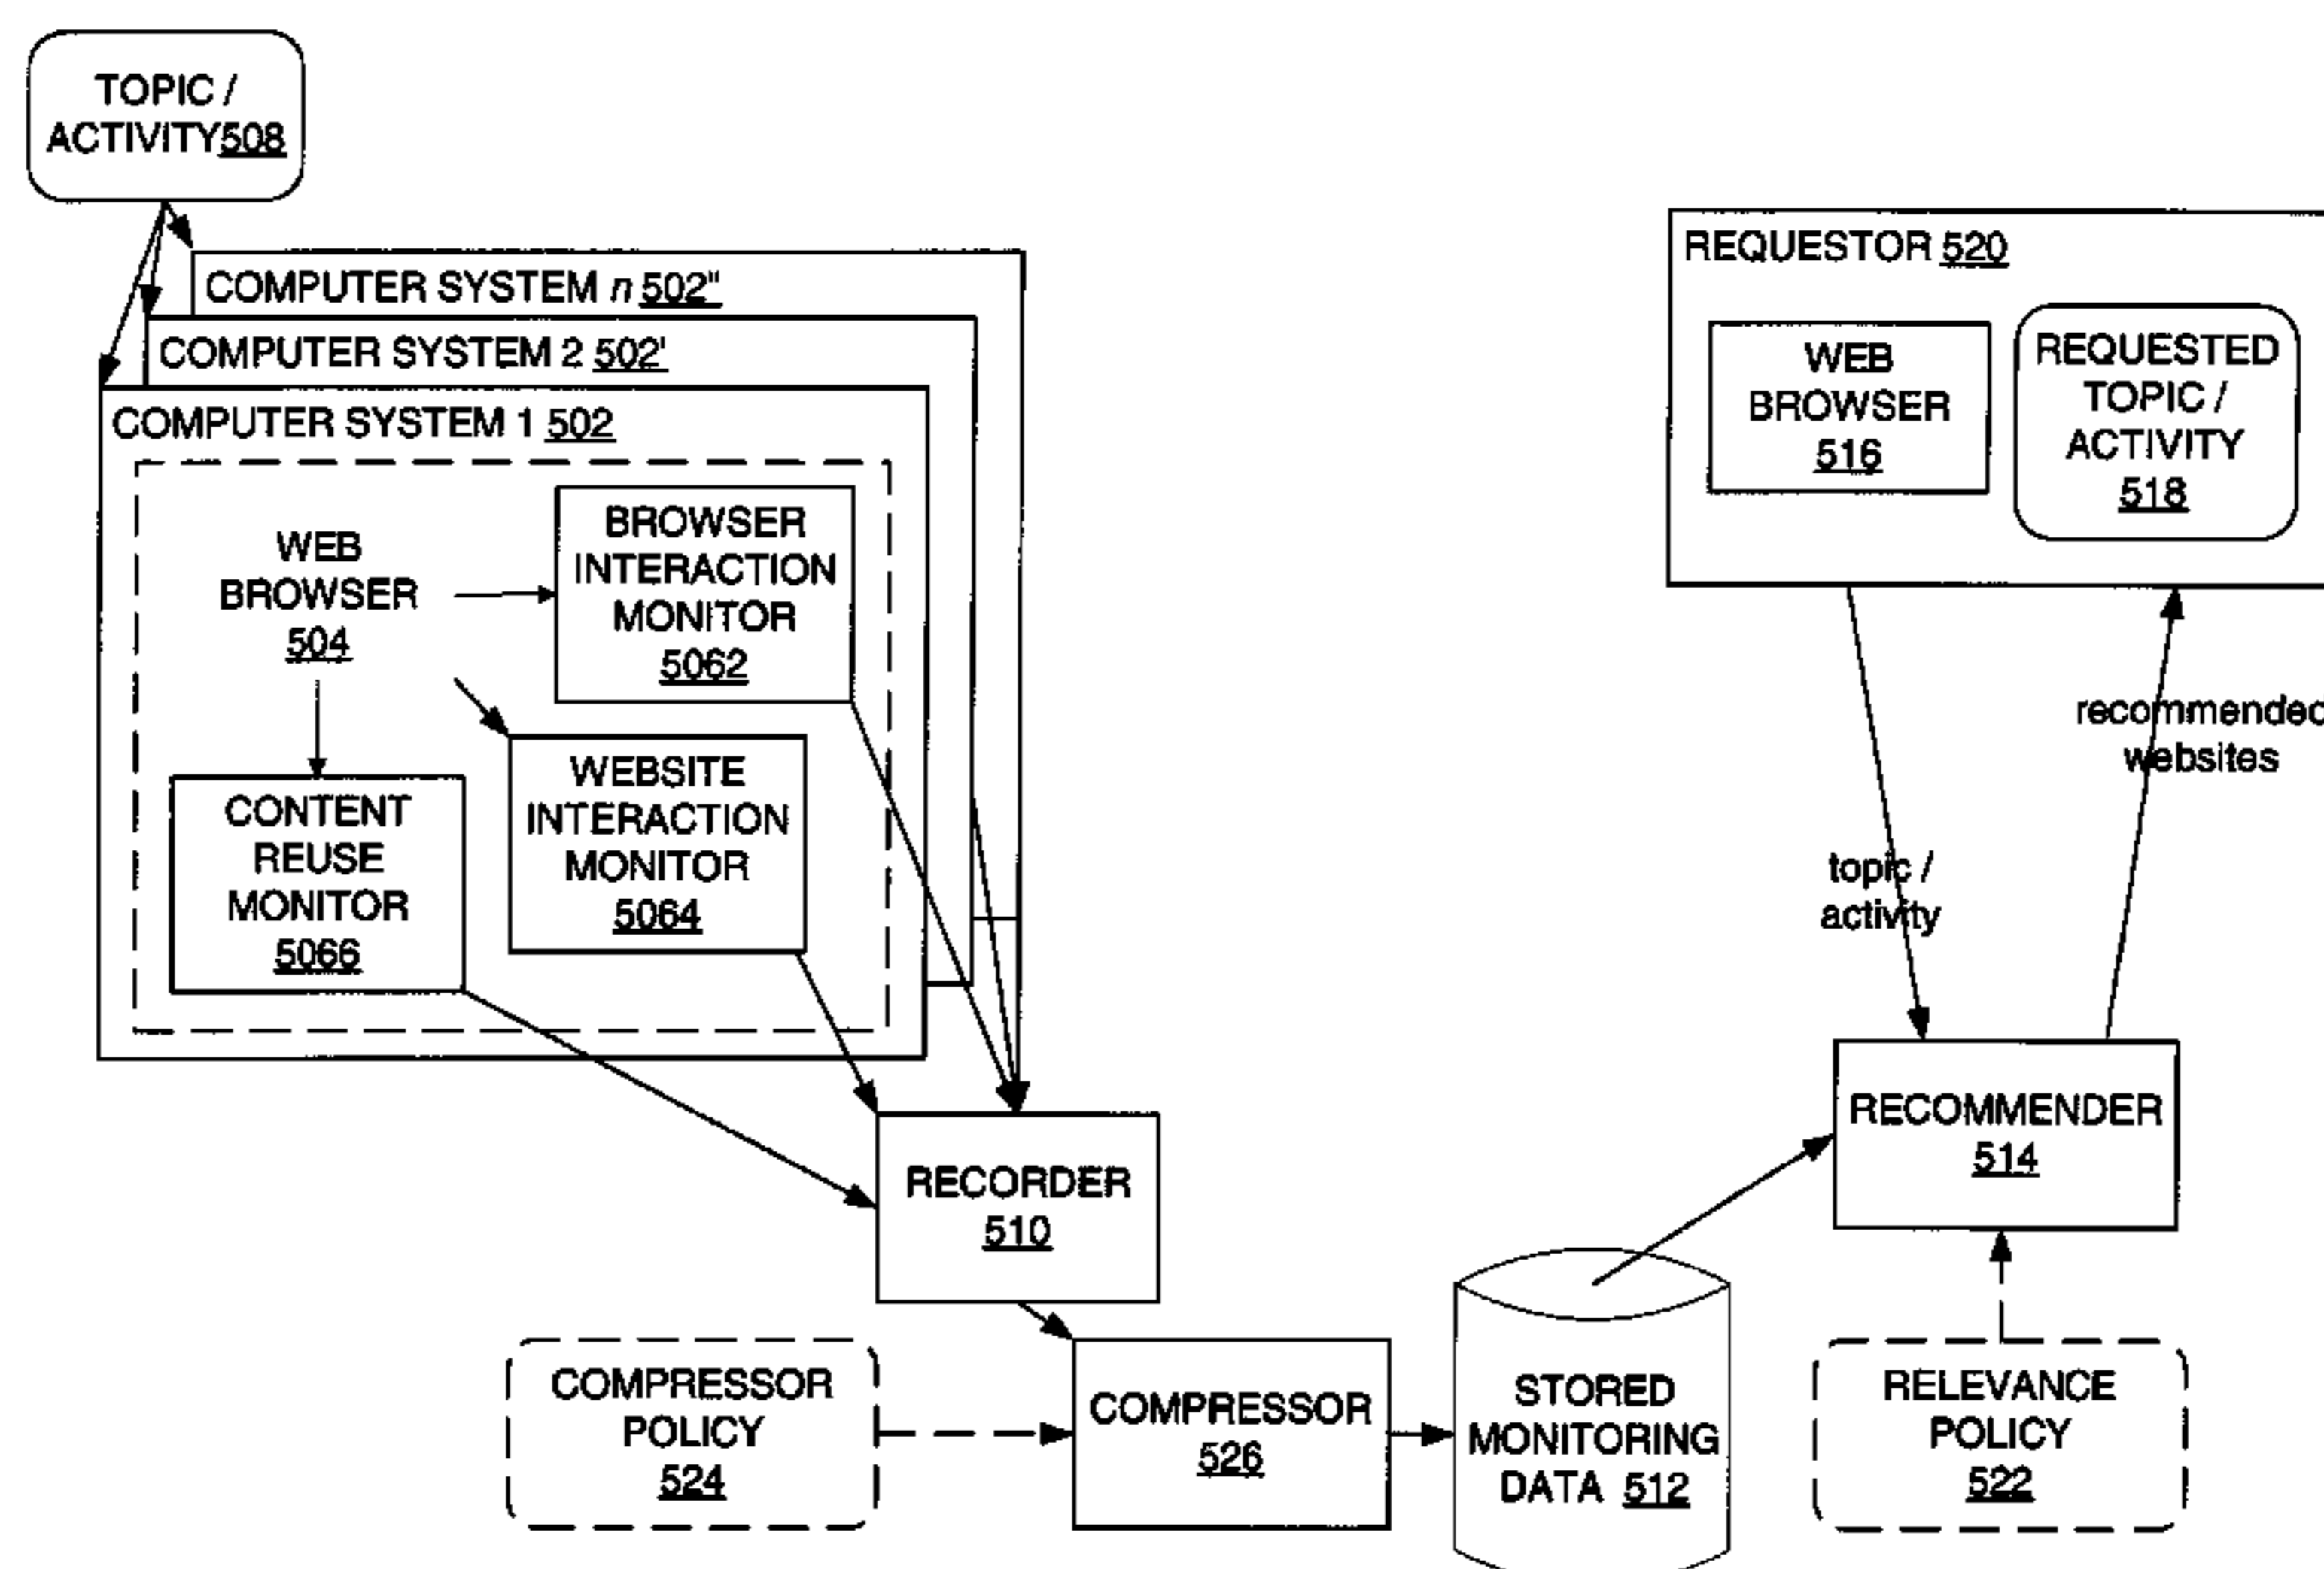 TOPIC /
ACTIVITY508
COMPUTER SYSTEM n 502"
COMPUTER SYSTEM 2 502'
COMPUTER SYSTEM 1 502
WEB
BROWSER
504
BROWSER
INTERACTION
MONITOR
5062
WEBSITE
INTERACTION
MONITOR
5064
CONTENT
REUSE
MONITOR
5066
REQUESTOR 520
WEB
BROWSER
516
REQUESTED
TOPIC /
ACTIVITY
518
recommended
websites
topic /
activity
RECOMMENDER
514
RECORDER
510
COMPRESSOR
POLICY
524
COMPRESSOR
526
STORED
MONITORING
DATA 512
RELEVANCE
POLICY
522